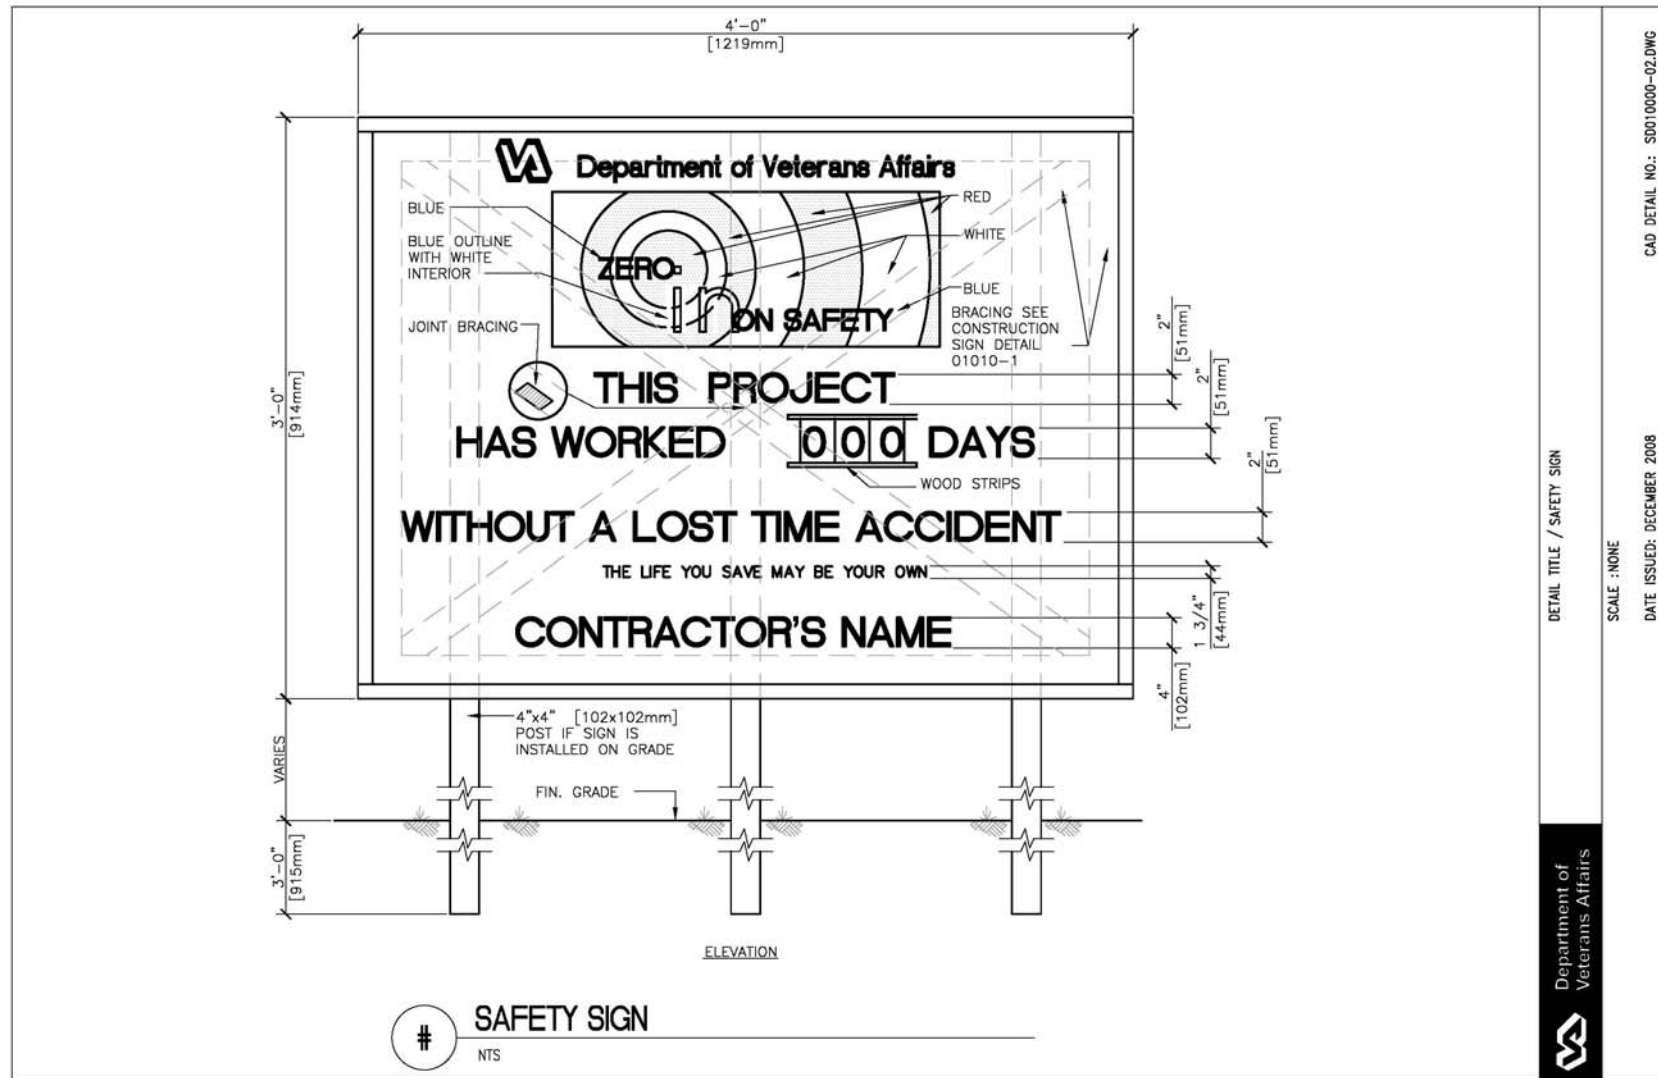 4'-0"
[1219mm]
3'-0"
[914mm]
VA
Department of Veterans Affairs
BLUE
RED
BLUE OUTLINE
WITH WHITE
INTERIOR
WHITE
ZERO
in
ON SAFETY
BLUE
JOINT BRACING
BRACING SEE
CONSTRUCTION
SIGN DETAIL
01010-1
2"
[51mm]
THIS PROJECT
2"
[51mm]
HAS WORKED 000 DAYS
2"
[51mm]
WOOD STRIPS
WITHOUT A LOST TIME ACCIDENT
THE LIFE YOU SAVE MAY BE YOUR OWN
1 3/4"
[44mm]
CONTRACTOR'S NAME
4"
[102mm]
4"x4" [102x102mm]
POST IF SIGN IS
INSTALLED ON GRADE
VARIES
FIN. GRADE
3'-0"
[915mm]
ELEVATION
#
SAFETY SIGN
NTS
DETAIL TITLE / SAFETY SIGN
SCALE :NONE
DATE ISSUED: DECEMBER 2008
CAD DETAIL NO.: SD010000-02.DWG
VA
Department of
Veterans Affairs